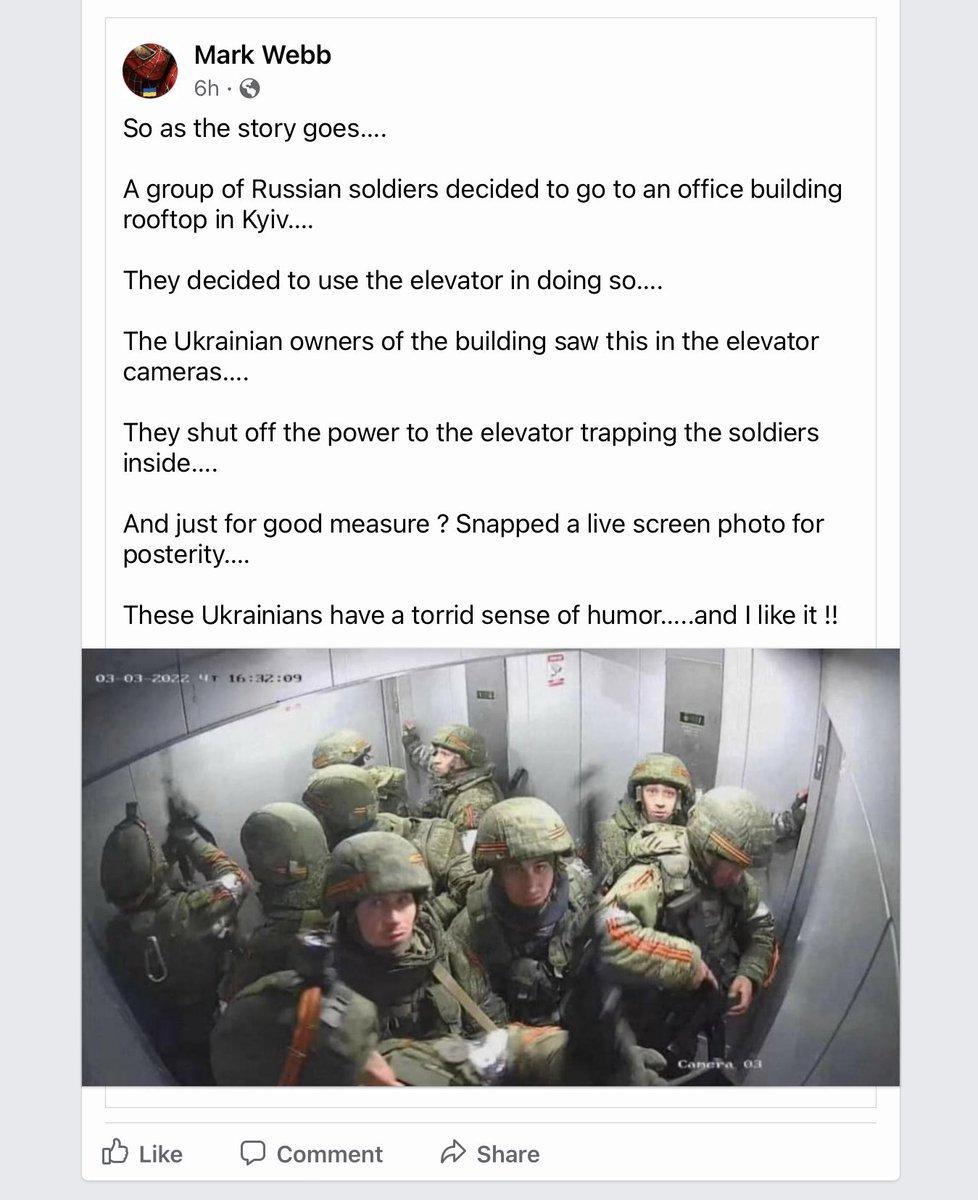 Mark Webb
6h ·
So as the story goes....
A group of Russian soldiers decided to go to an office building
rooftop in Kyiv....
They decided to use the elevator in doing so....
The Ukrainian owners of the building saw this in the elevator
cameras....
They shut off the power to the elevator trapping the soldiers
inside....
And just for good measure ? Snapped a live screen photo for
posterity....
These Ukrainians have a torrid sense of humor.....and I like it !!
03-03-2022 Чт 16:32:09
Camera 03
Like
Comment
Share